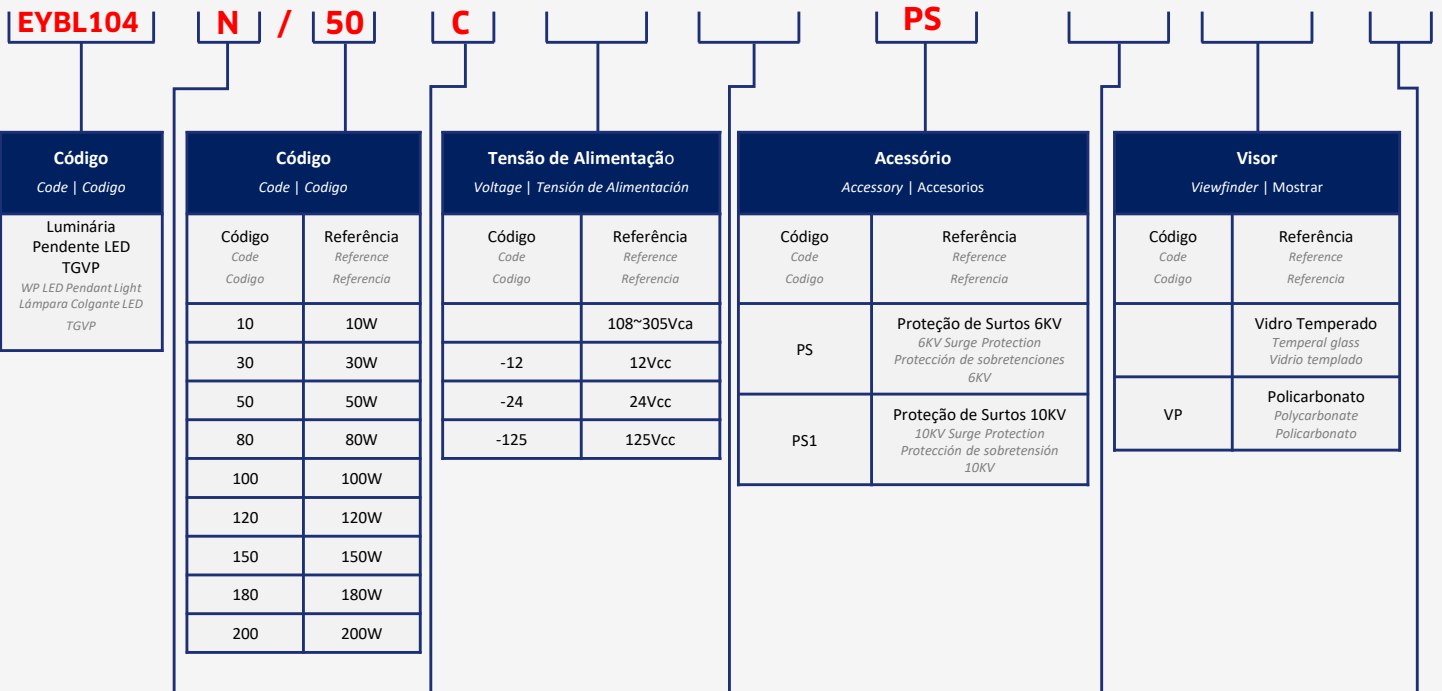 EYBL104 N / 50 C PS
Código
Code | Codigo
Luminária
Pendente LED
TGVP
WP LED Pendant Light
Lámpara Colgante LED
TGVP
Código
Code | Codigo
Código Referência
Code Reference
Codigo Referencia
10 10W
30 30W
50 50W
80 80W
100 100W
120 120W
150 150W
180 180W
200 200W
Tensão de Alimentação
Voltage | Tensión de Alimentación
Código Referência
Code Reference
Codigo Referencia
108~305Vca
-12 12Vcc
-24 24Vcc
-125 125Vcc
Acessório
Accessory | Accesorios
Código Referência
Code Reference
Codigo Referencia
PS
Proteção de Surtos 6KV
6KV Surge Protection
Protección de sobretenciones
6KV
PS1
Proteção de Surtos 10KV
10KV Surge Protection
Protección de sobretensión
10KV
Visor
Viewfinder | Mostrar
Código Referência
Code Reference
Codigo Referencia
Vidro Temperado
Temperal glass
Vidrio templado
VP
Policarbonato
Polycarbonate
Policarbonato